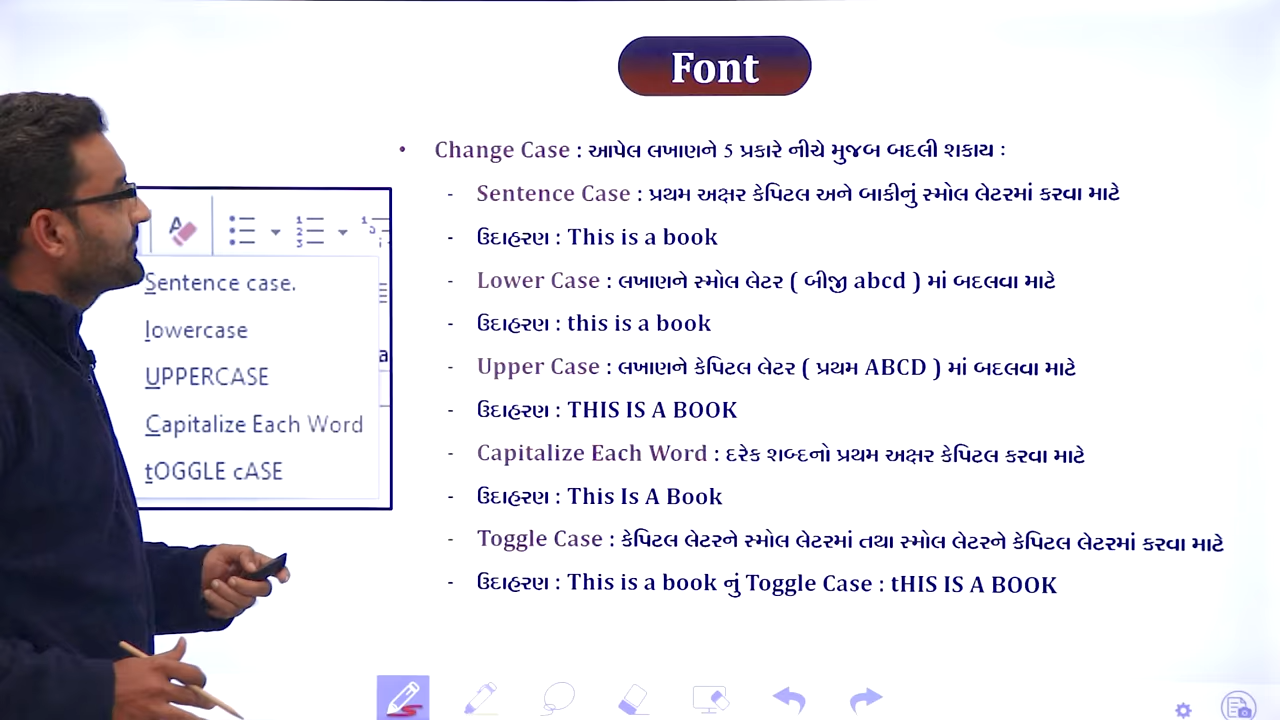 Font
• Change Case : આપેલ લખાણને 5 પ્રકારે નીચે મુજબ બદલી શકાય :
- Sentence Case : પ્રથમ અક્ષર કેપિટલ અને બાકીનું સ્મોલ લેટરમાં કરવા માટે
- ઉદાહરણ : This is a book
- Lower Case : લખાણને સ્મોલ લેટર ( બીજી abcd ) માં બદલવા માટે
- ઉદાહરણ : this is a book
- Upper Case : લખાણને કેપિટલ લેટર ( પ્રથમ ABCD ) માં બદલવા માટે
- ઉદાહરણ : THIS IS A BOOK
- Capitalize Each Word : દરેક શબ્દનો પ્રથમ અક્ષર કેપિટલ કરવા માટે
- ઉદાહરણ : This Is A Book
- Toggle Case : કેપિટલ લેટરને સ્મોલ લેટરમાં તથા સ્મોલ લેટરને કેપિટલ લેટરમાં કરવા માટે
- ઉદાહરણ : This is a book નું Toggle Case : tHIS IS A BOOK
Sentence case.
lowercase
UPPERCASE
Capitalize Each Word
tOGGLE cASE